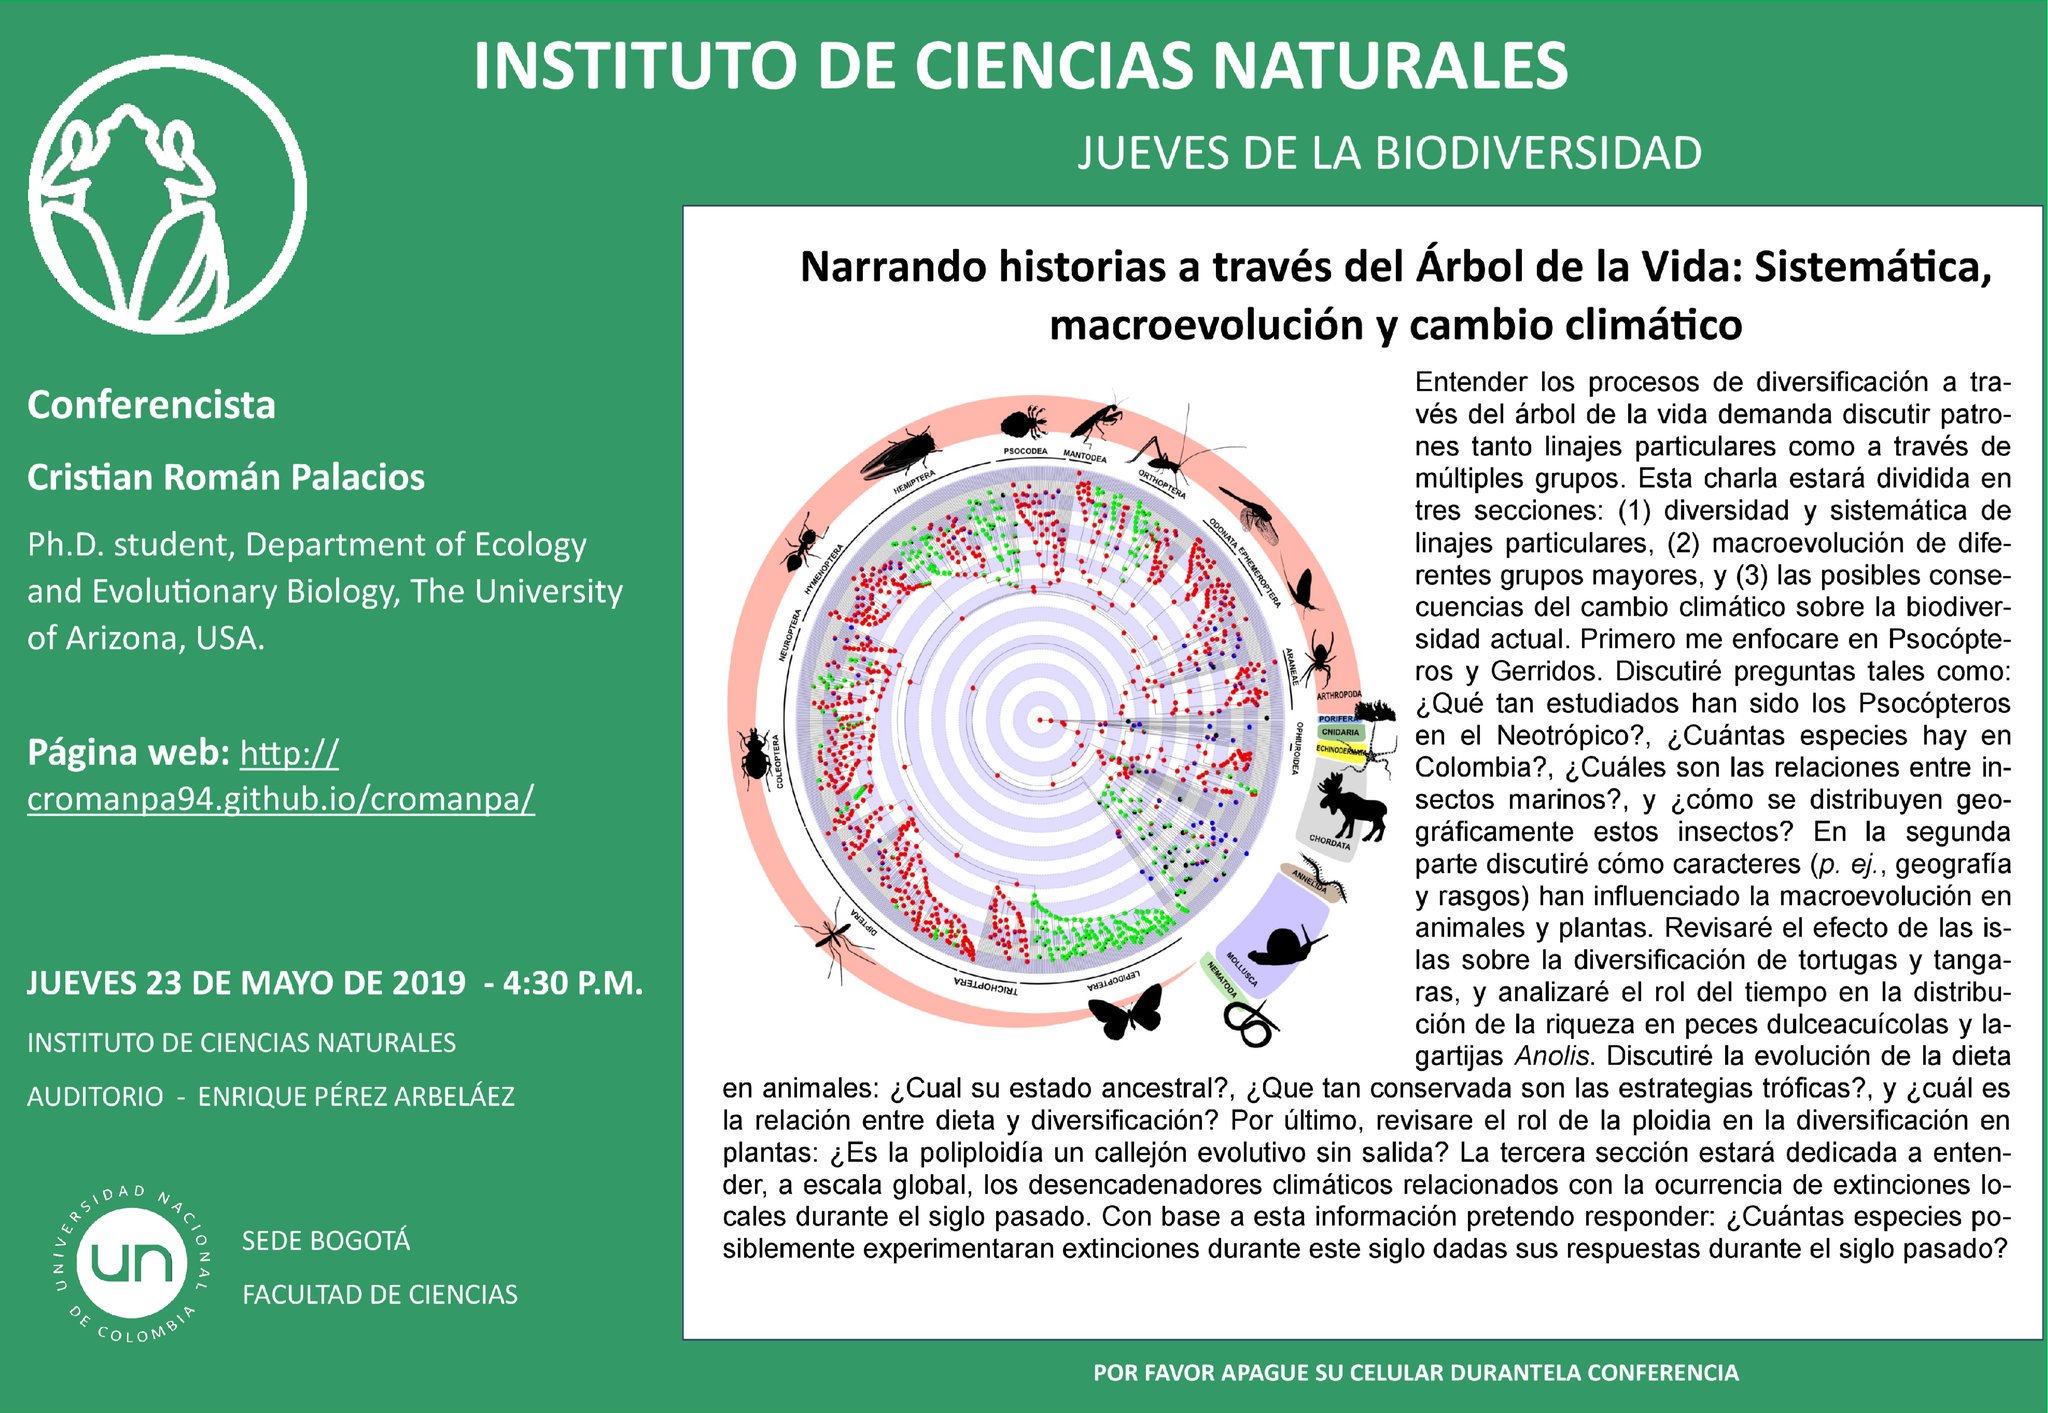 INSTITUTO DE CIENCIAS NATURALES
JUEVES DE LA BIODIVERSIDAD
Conferencista
Cristian Román Palacios
Ph.D. student, Department of Ecology
and Evolutionary Biology, The University
of Arizona, USA.
Página web: http://
cromanpa94.github.io/cromanpa/
JUEVES 23 DE MAYO DE 2019 - 4:30 P.M.
INSTITUTO DE CIENCIAS NATURALES
AUDITORIO - ENRIQUE PÉREZ ARBELÁEZ
UNIVERSIDAD NACIONAL
DE COLOMBIA
un
SEDE BOGOTÁ
FACULTAD DE CIENCIAS
Narrando historias a través del Árbol de la Vida: Sistemática,
macroevolución y cambio climático
PSOCODEA
MANTODEA
ORTHOPTERA
ODONATA
EPHEMEROPTERA
ARANEAE
OPHIUROIDEA
HEMIPTERA
HYMENOPTERA
NEUROPTERA
COLEOPTERA
DIPTERA
TRICHOPTERA
LEPIDOPTERA
ARTHROPODA
PORIFERA
CNIDARIA
ECHINODERMATA
CHORDATA
ANNELIDA
MOLLUSCA
NEMATODA
Entender los procesos de diversificación a tra-
vés del árbol de la vida demanda discutir patro-
nes tanto linajes particulares como a través de
múltiples grupos. Esta charla estará dividida en
tres secciones: (1) diversidad y sistemática de
linajes particulares, (2) macroevolución de dife-
rentes grupos mayores, y (3) las posibles conse-
cuencias del cambio climático sobre la biodiver-
sidad actual. Primero me enfocare en Psocópte-
ros y Gerridos. Discutiré preguntas tales como:
¿Qué tan estudiados han sido los Psocópteros
en el Neotrópico?, ¿Cuántas especies hay en
Colombia?, ¿Cuáles son las relaciones entre in-
sectos marinos?, y ¿cómo se distribuyen geo-
gráficamente estos insectos? En la segunda
parte discutiré cómo caracteres (p. ej., geografía
y rasgos) han influenciado la macroevolución en
animales y plantas. Revisaré el efecto de las is-
las sobre la diversificación de tortugas y tanga-
ras, y analizaré el rol del tiempo en la distribu-
ción de la riqueza en peces dulceacuícolas y la-
gartijas Anolis. Discutiré la evolución de la dieta
en animales: ¿Cual su estado ancestral?, ¿Que tan conservada son las estrategias tróficas?, y ¿cuál es
la relación entre dieta y diversificación? Por último, revisare el rol de la ploidia en la diversificación en
plantas: ¿Es la poliploidía un callejón evolutivo sin salida? La tercera sección estará dedicada a enten-
der, a escala global, los desencadenadores climáticos relacionados con la ocurrencia de extinciones lo-
cales durante el siglo pasado. Con base a esta información pretendo responder: ¿Cuántas especies po-
siblemente experimentaran extinciones durante este siglo dadas sus respuestas durante el siglo pasado?
POR FAVOR APAGUE SU CELULAR DURANTELA CONFERENCIA